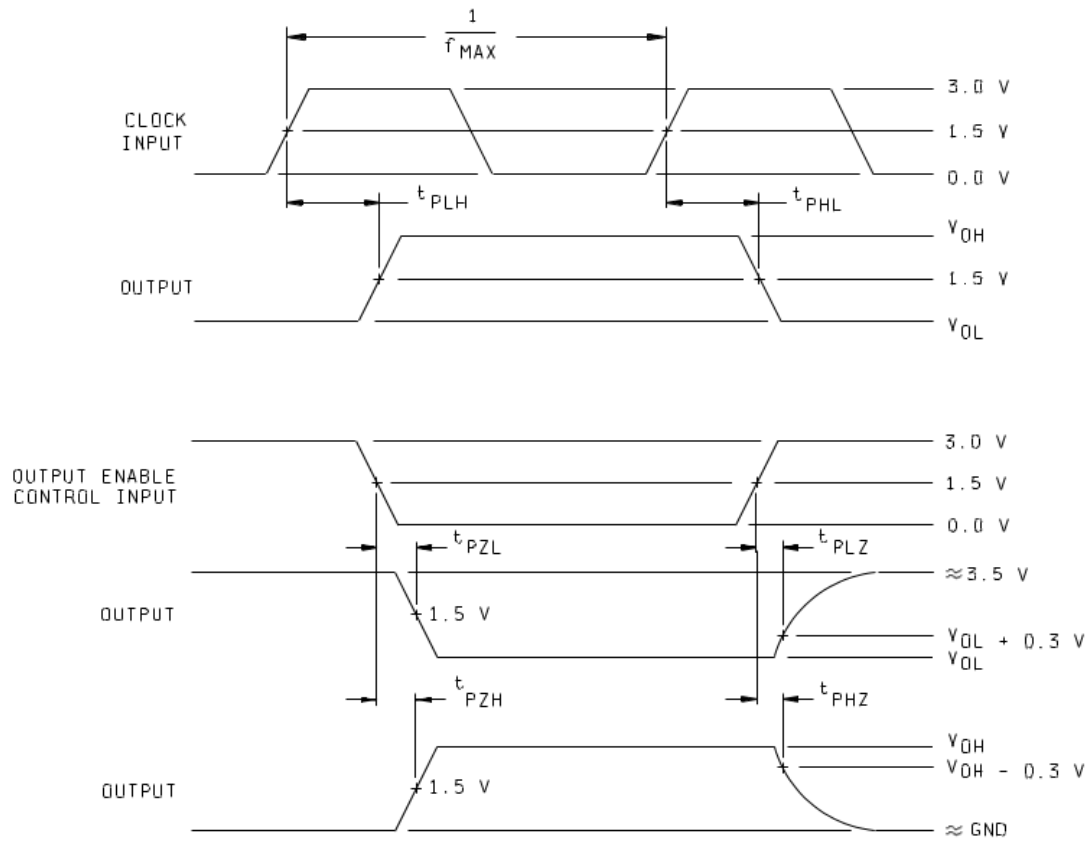 1
f MAX
CLOCK
INPUT
3.0 V
1.5 V
0.0 V
t PLH
t PHL
V OH
OUTPUT
1.5 V
V OL
OUTPUT ENABLE
CONTROL INPUT
3.0 V
1.5 V
0.0 V
t PZL
t PLZ
≈ 3.5 V
OUTPUT
1.5 V
V OL + 0.3 V
V OL
t PZH
t PHZ
V OH
V OH - 0.3 V
OUTPUT
1.5 V
≈ GND